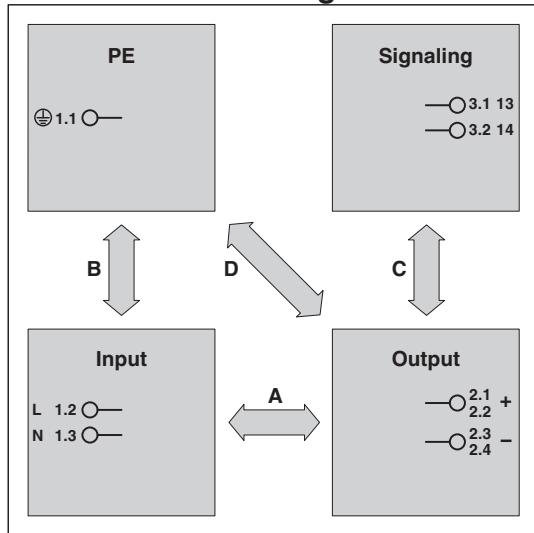 PE
1.1
Signaling
3.1 13
3.2 14
B
D
C
Input
L 1.2
N 1.3
A
Output
2.1
2.2 +
2.3
2.4 –